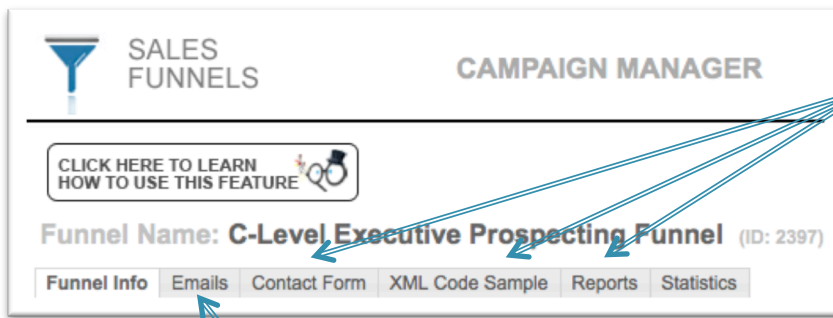 SALES
FUNNELS
CAMPAIGN MANAGER
CLICK HERE TO LEARN
HOW TO USE THIS FEATURE
Funnel Name: C-Level Executive Prospecting Funnel (ID: 2397)
Funnel Info Emails Contact Form XML Code Sample Reports Statistics